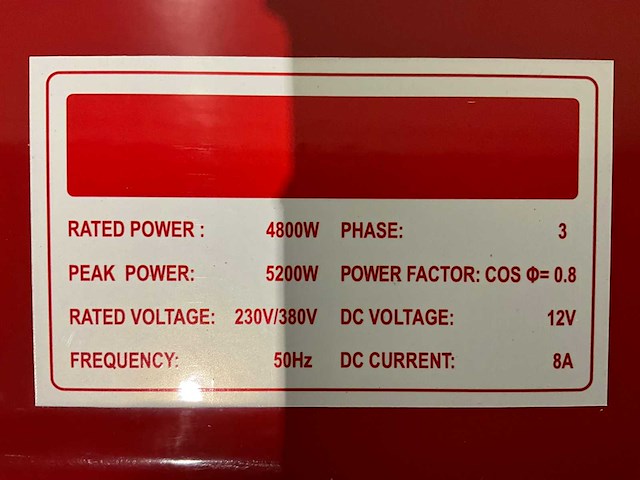 RATED POWER : 4800W PHASE: 3
PEAK POWER: 5200W POWER FACTOR: COS Φ= 0.8
RATED VOLTAGE: 230V/380V DC VOLTAGE: 12V
FREQUENCY: 50Hz DC CURRENT: 8A